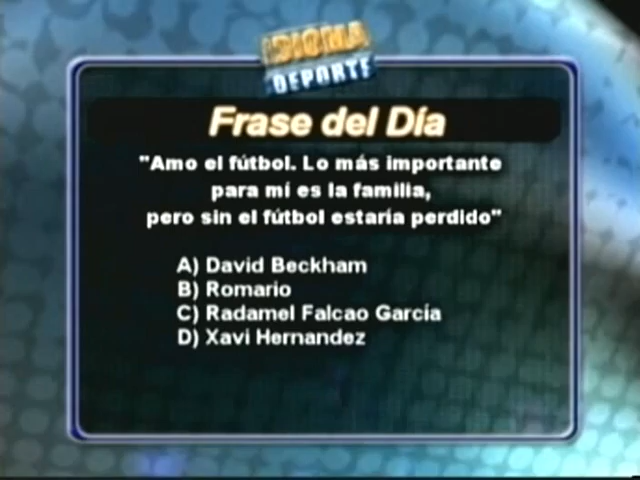 IDIOMA
DEPORTE
Frase del Día
"Amo el fútbol. Lo más importante
para mí es la familia,
pero sin el fútbol estaría perdido"
A) David Beckham
B) Romario
C) Radamel Falcao García
D) Xavi Hernandez